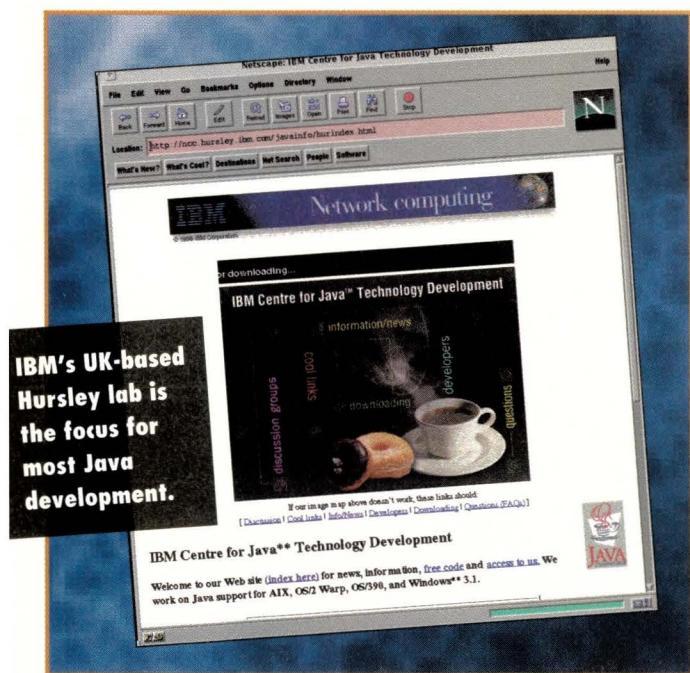 Netscape: IBM Centre for Java Technology Development
File Edit View Go Bookmarks Options Directory Window Help
Back Forward Home Edit Reload Images Open Print Find Stop
N
Location: http://ncc.hursley.ibm.com/javainfo/hurindex.html
What's New? What's Cool? Destinations Net Search People Software
IBM Network computing
© 1996 IBM Corporation
or downloading...
IBM Centre for Java™ Technology Development
information/news
cool links
developers
discussion groups
downloading
questions
IBM's UK-based
Hursley lab is
the focus for
most Java
development.
If our image map above doesn't work, these links should:
[ Discussion | Cool links | Info/News | Developers | Downloading | Questions (FAQs) ]
IBM Centre for Java** Technology Development
JAVA
Welcome to our Web site (index here) for news, information, free code and access to us. We
work on Java support for AIX, OS/2 Warp, OS/390, and Windows** 3.1.